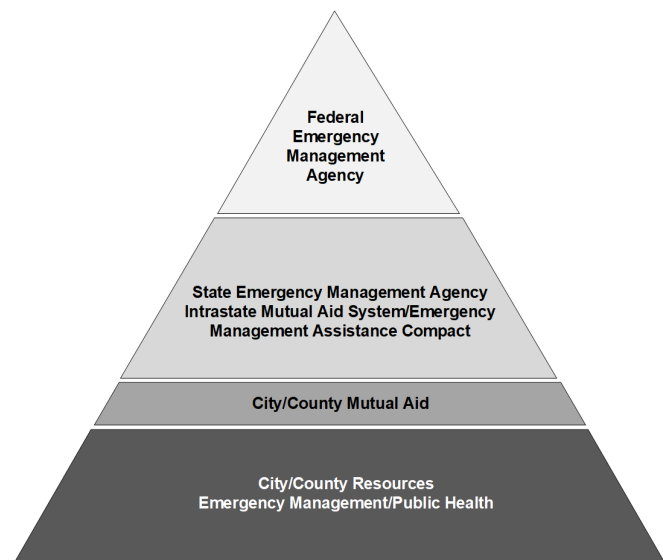 Federal
Emergency
Management
Agency
State Emergency Management Agency
Intrastate Mutual Aid System/Emergency
Management Assistance Compact
City/County Mutual Aid
City/County Resources
Emergency Management/Public Health